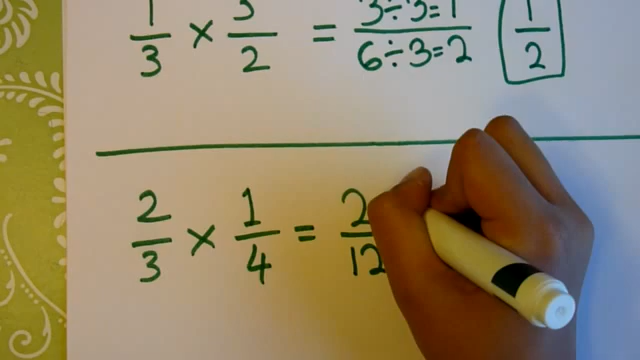 1/3 × 3/2 = 3÷3=1/6÷3=2 1/2
2/3 × 1/4 = 2/12